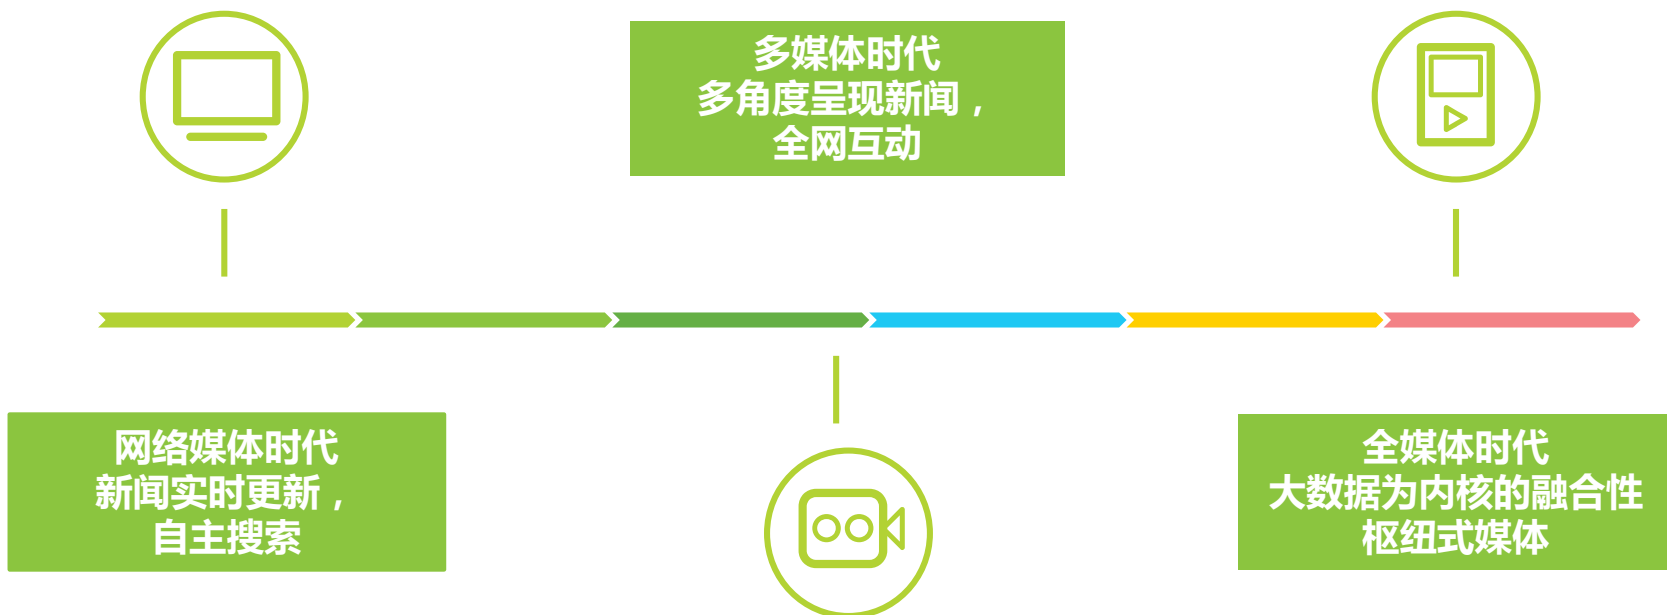 多媒体时代
多角度呈现新闻，
全网互动
网络媒体时代
新闻实时更新，
自主搜索
全媒体时代
大数据为内核的融合性
枢纽式媒体